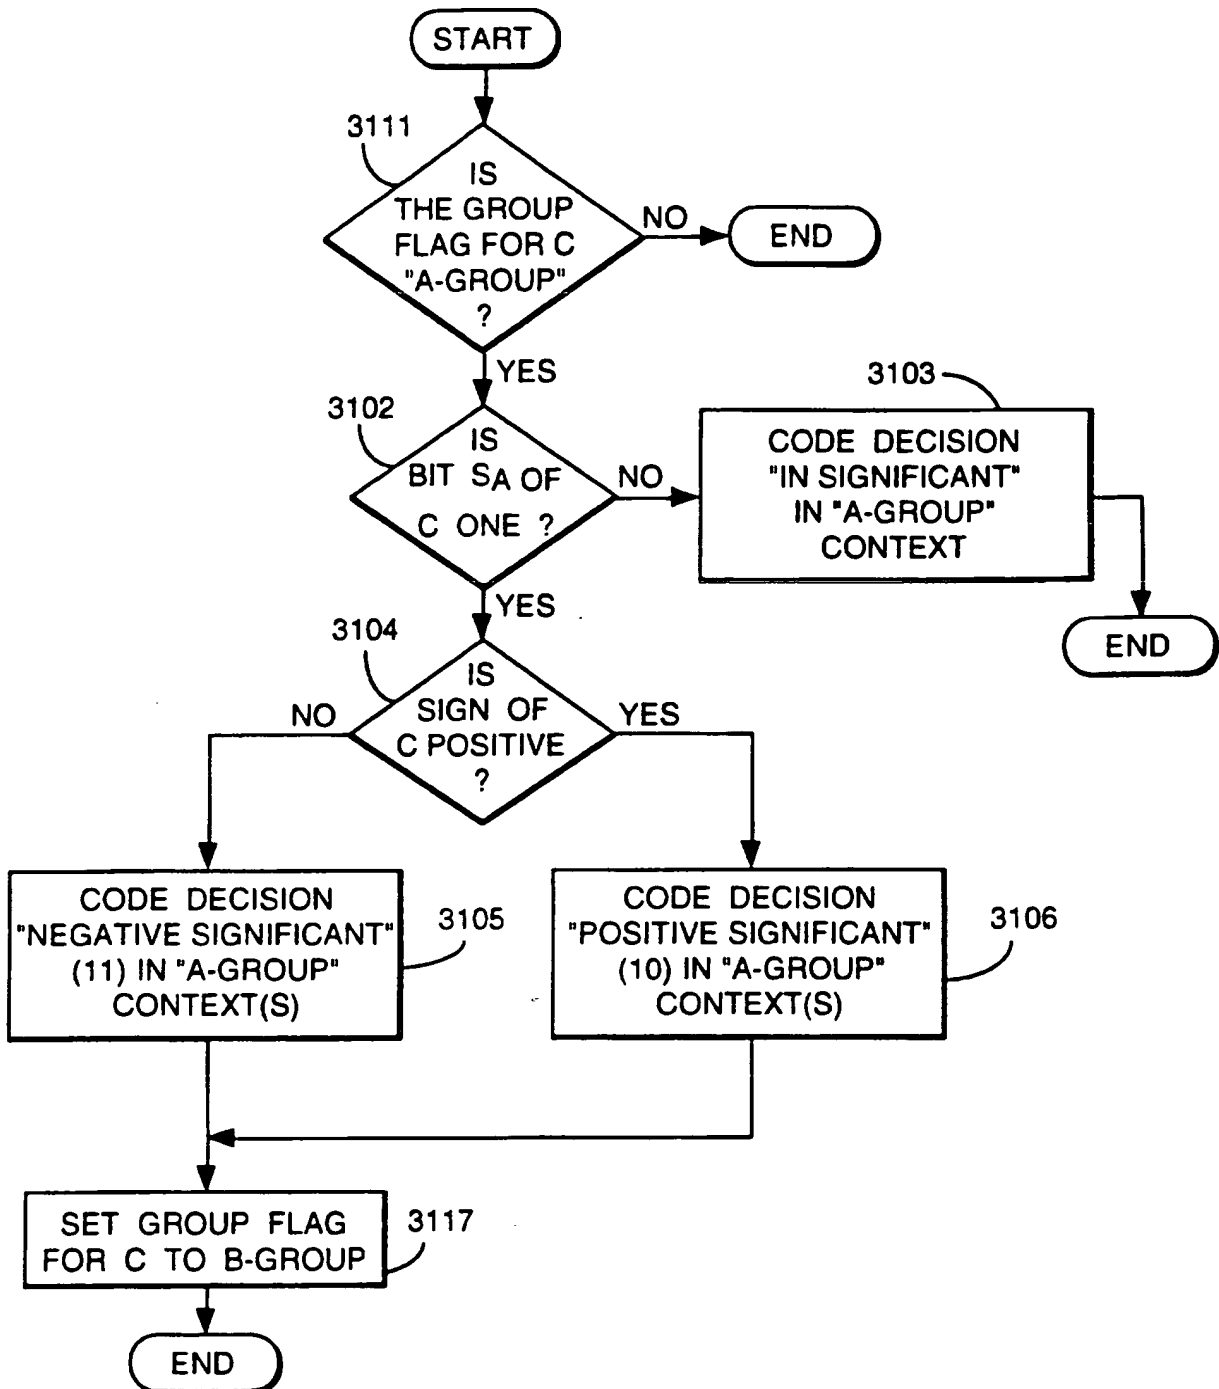 START
3111
IS
THE GROUP
FLAG FOR C
"A-GROUP"
?
NO
END
YES
3102
IS
BIT SA OF
C ONE ?
NO
3103
CODE DECISION
"IN SIGNIFICANT"
IN "A-GROUP"
CONTEXT
END
YES
3104
IS
SIGN OF
C POSITIVE
?
NO
YES
CODE DECISION
"NEGATIVE SIGNIFICANT"
(11) IN "A-GROUP"
CONTEXT(S)
3105
CODE DECISION
"POSITIVE SIGNIFICANT"
(10) IN "A-GROUP"
CONTEXT(S)
3106
SET GROUP FLAG
FOR C TO B-GROUP
3117
END